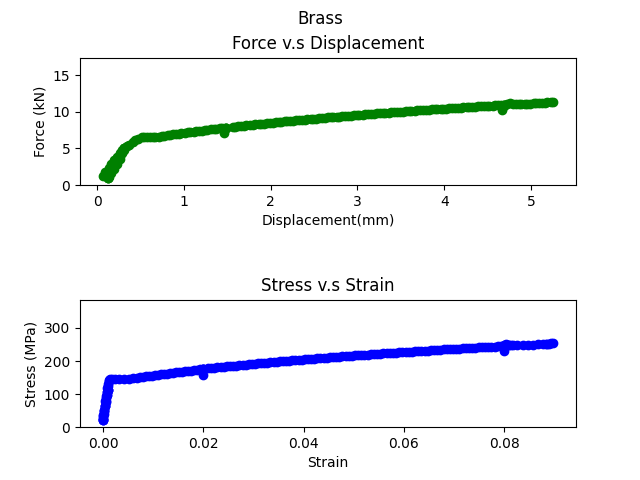 Brass
Force v.s Displacement
15
10
5
0
Force (kN)
0 1 2 3 4 5
Displacement(mm)
Stress v.s Strain
300
200
100
0
Stress (MPa)
0.00 0.02 0.04 0.06 0.08
Strain